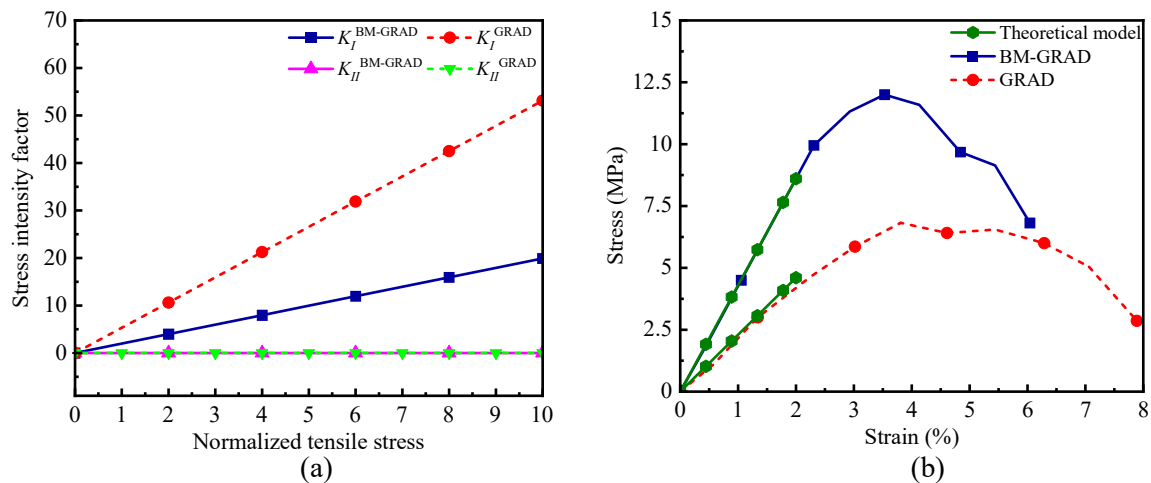 70
60
50
40
30
20
10
0
0 1 2 3 4 5 6 7 8 9 10
Stress intensity factor
Normalized tensile stress
K_I^BM-GRAD K_I^GRAD
K_II^BM-GRAD K_II^GRAD
(a)
15
12.5
10
7.5
5
2.5
0
0 1 2 3 4 5 6 7 8
Stress (MPa)
Strain (%)
Theoretical model
BM-GRAD
GRAD
(b)